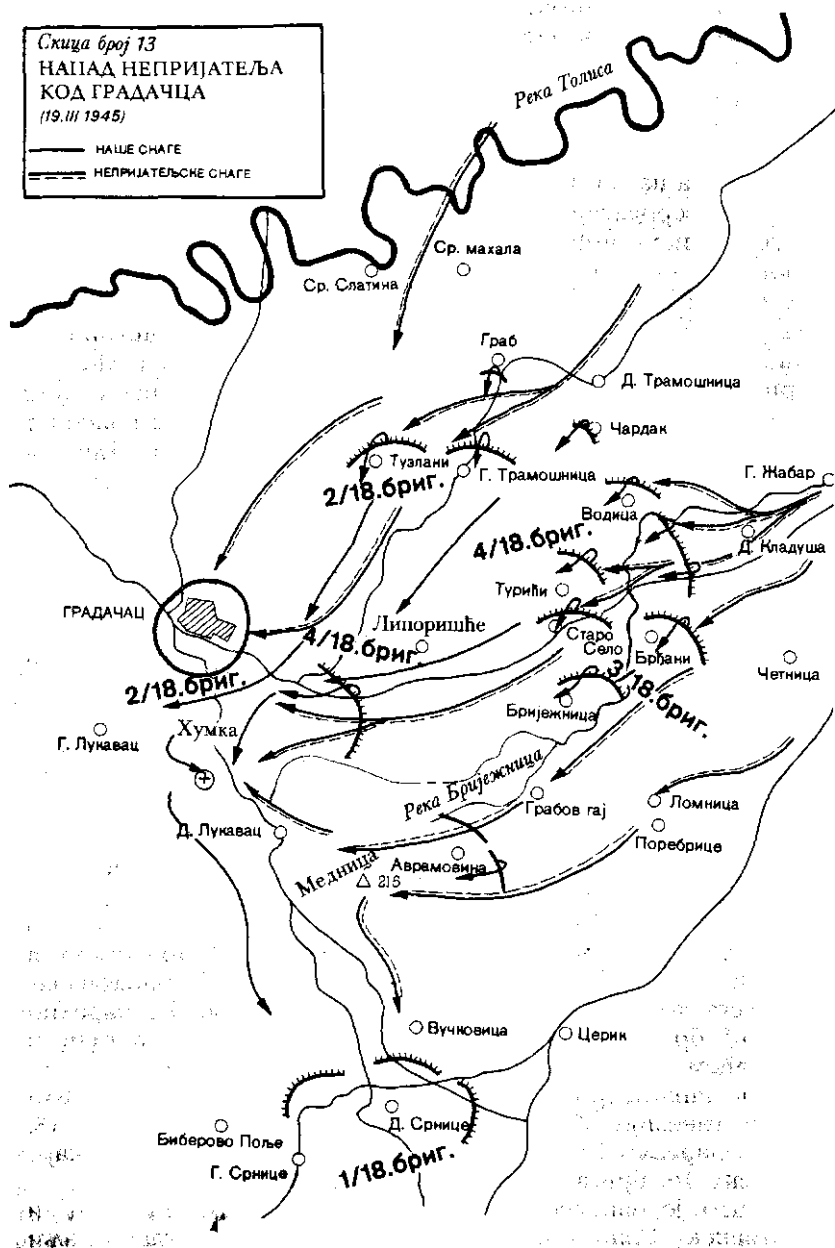 Скица број 13
НАПАД НЕПРИЈАТЕЉА
КОД ГРАДАЧЦА
(19.III 1945)
НАШЕ СНАГЕ
НЕПРИЈАТЕЉСКЕ СНАГЕ
Река Толиса
Ср. махала
Ср. Слатина
Граб
Д. Трамошница
Чардак
Тузлани
Г. Трамошница
Г. Жабар
2/18.бриг.
Водица
4/18.бриг.
Д. Кладуша
Турићи
ГРАДАЧАЦ
Липоришће
Старо
Село
4/18.бриг.
Брђани
Четница
2/18.бриг.
3/18.бриг.
Бријежница
Хумка
Г. Лукавац
Река Бријежница
Грабов гај
Ломница
Поребрице
Д. Лукавац
Медница
Аврамовина
216
Вучковица
Церик
Д. Срнице
Биберово Поље
Г. Срнице
1/18.бриг.